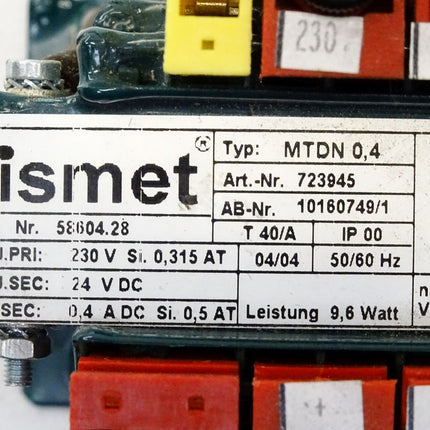 230
ismet ®
Typ: MTDN 0,4
Art.-Nr. 723945
AB-Nr. 10160749/1
Nr. 58604.28
T 40/A IP 00
.PRI: 230 V Si. 0,315 AT
04/04 50/60 Hz
.SEC: 24 V DC
SEC: 0,4 A DC Si. 0,5 AT
Leistung 9,6 Watt
n
V
+